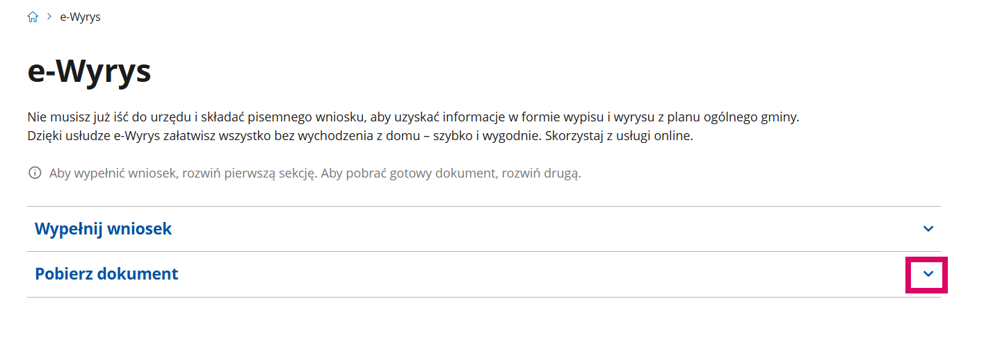 e-Wyrys
e-Wyrys
Nie musisz już iść do urzędu i składać pisemnego wniosku, aby uzyskać informacje w formie wypisu i wyrysu z planu ogólnego gminy.
Dzięki usłudze e-Wyrys załatwisz wszystko bez wychodzenia z domu – szybko i wygodnie. Skorzystaj z usługi online.
Aby wypełnić wniosek, rozwiń pierwszą sekcję. Aby pobrać gotowy dokument, rozwiń drugą.
Wypełnij wniosek
Pobierz dokument